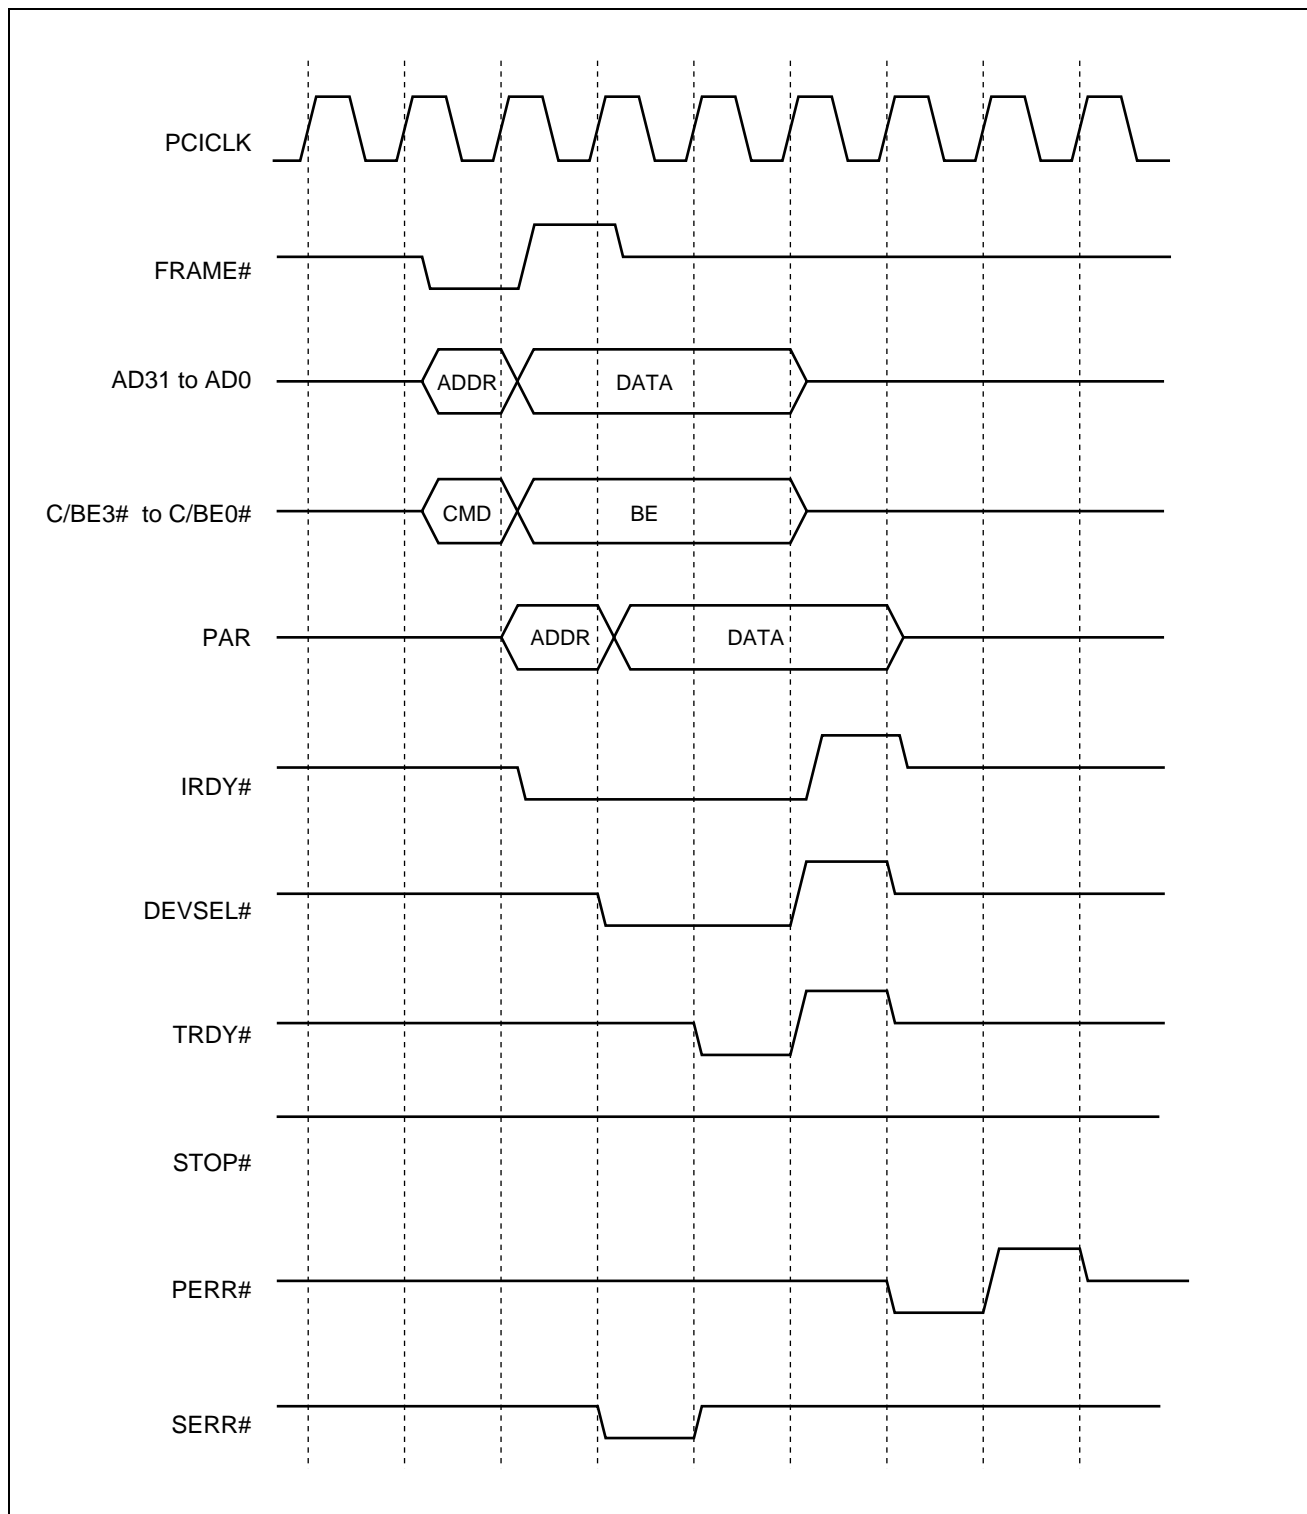 PCICLK
FRAME#
AD31 to AD0
ADDR
DATA
C/BE3# to C/BE0#
CMD
BE
PAR
ADDR
DATA
IRDY#
DEVSEL#
TRDY#
STOP#
PERR#
SERR#